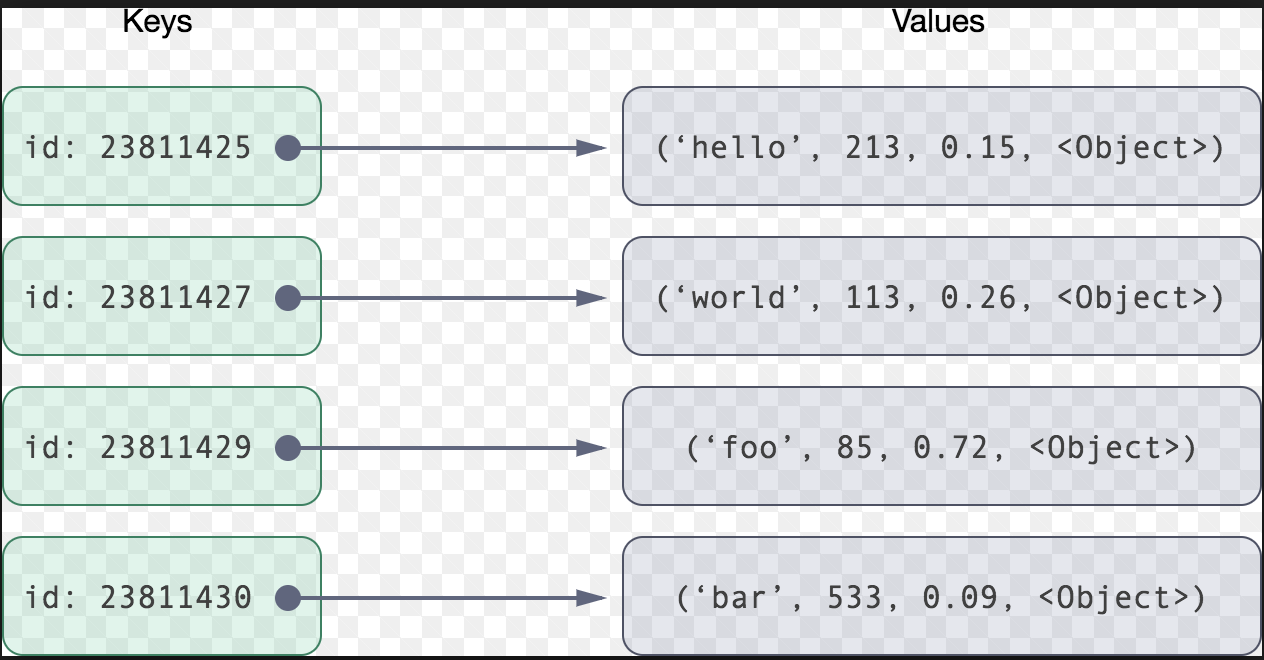 Keys Values
id: 23811425 (‘hello’, 213, 0.15, <Object>)
id: 23811427 (‘world’, 113, 0.26, <Object>)
id: 23811429 (‘foo’, 85, 0.72, <Object>)
id: 23811430 (‘bar’, 533, 0.09, <Object>)